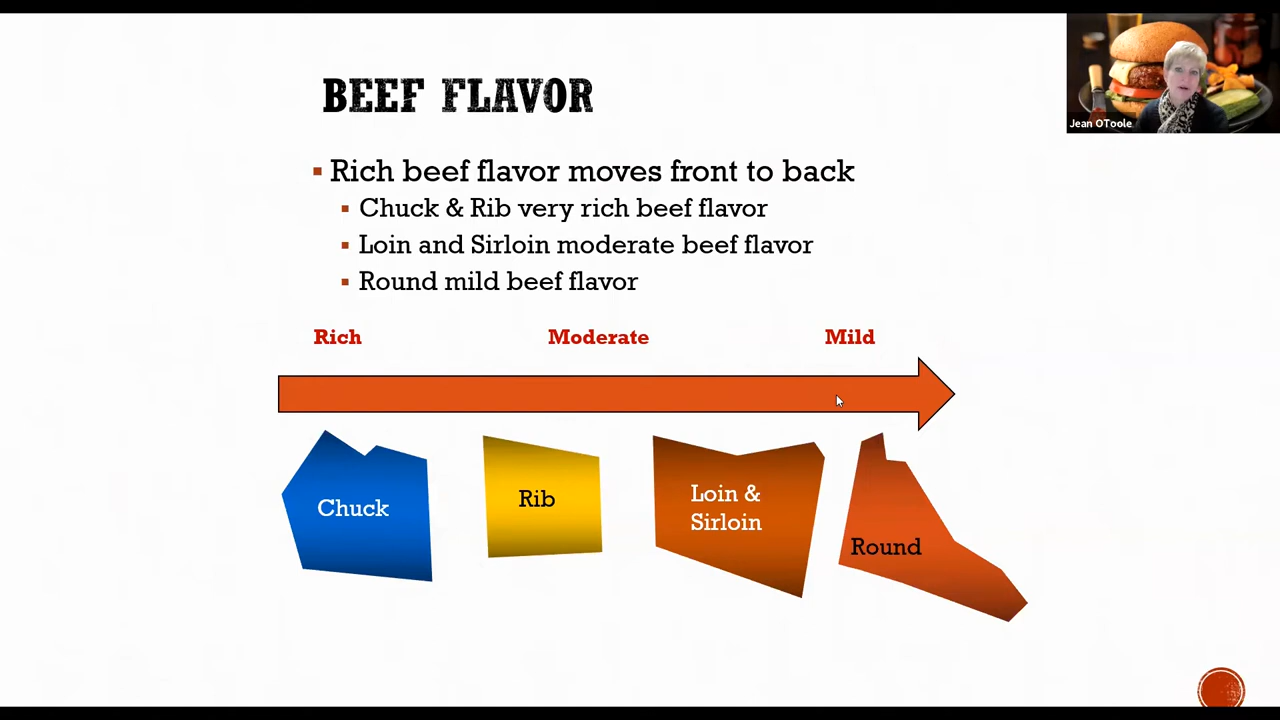 BEEF FLAVOR
Jean OToole
Rich beef flavor moves front to back
Chuck & Rib very rich beef flavor
Loin and Sirloin moderate beef flavor
Round mild beef flavor
Rich
Moderate
Mild
Chuck
Rib
Loin &
Sirloin
Round